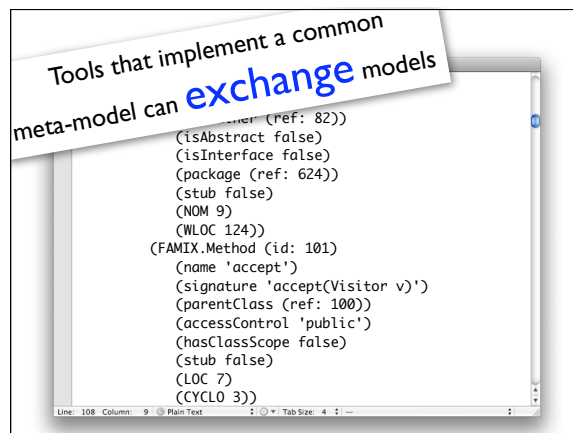 Tools that implement a common
meta-model can exchange models
(ref: 82))
(isAbstract false)
(isInterface false)
(package (ref: 624))
(stub false)
(NOM 9)
(WLOC 124))
(FAMIX.Method (id: 101)
(name 'accept')
(signature 'accept(Visitor v)')
(parentClass (ref: 100))
(accessControl 'public')
(hasClassScope false)
(stub false)
(LOC 7)
(CYCLO 3))
Line: 108 Column: 9 Plain Text Tab Size: 4 —